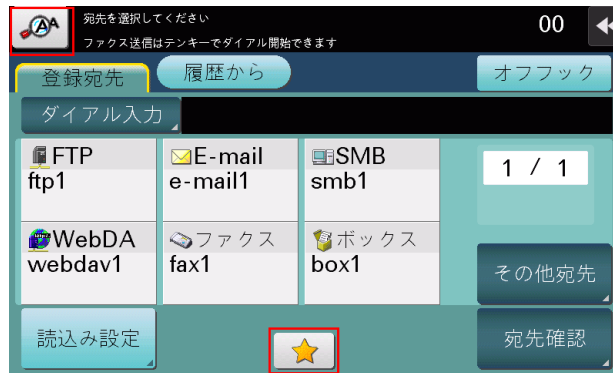 宛先を選択してください
ファクス送信はテンキーでダイアル開始できます
00
登録宛先
履歴から
オフフック
ダイアル入力
FTP
ftp1
E-mail
e-mail1
SMB
smb1
1 / 1
WebDA
webdav1
ファクス
fax1
ボックス
box1
その他宛先
読込み設定
宛先確認